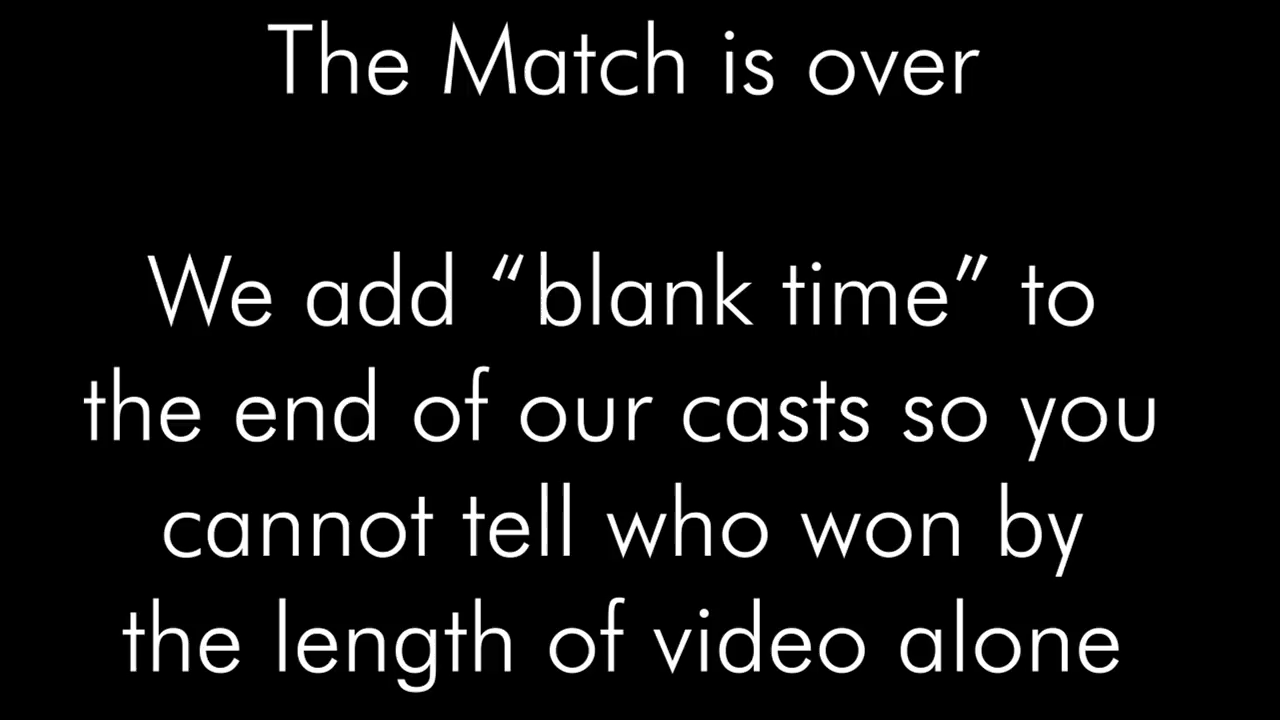 The Match is over
We add “blank time” to
the end of our casts so you
cannot tell who won by
the length of video alone